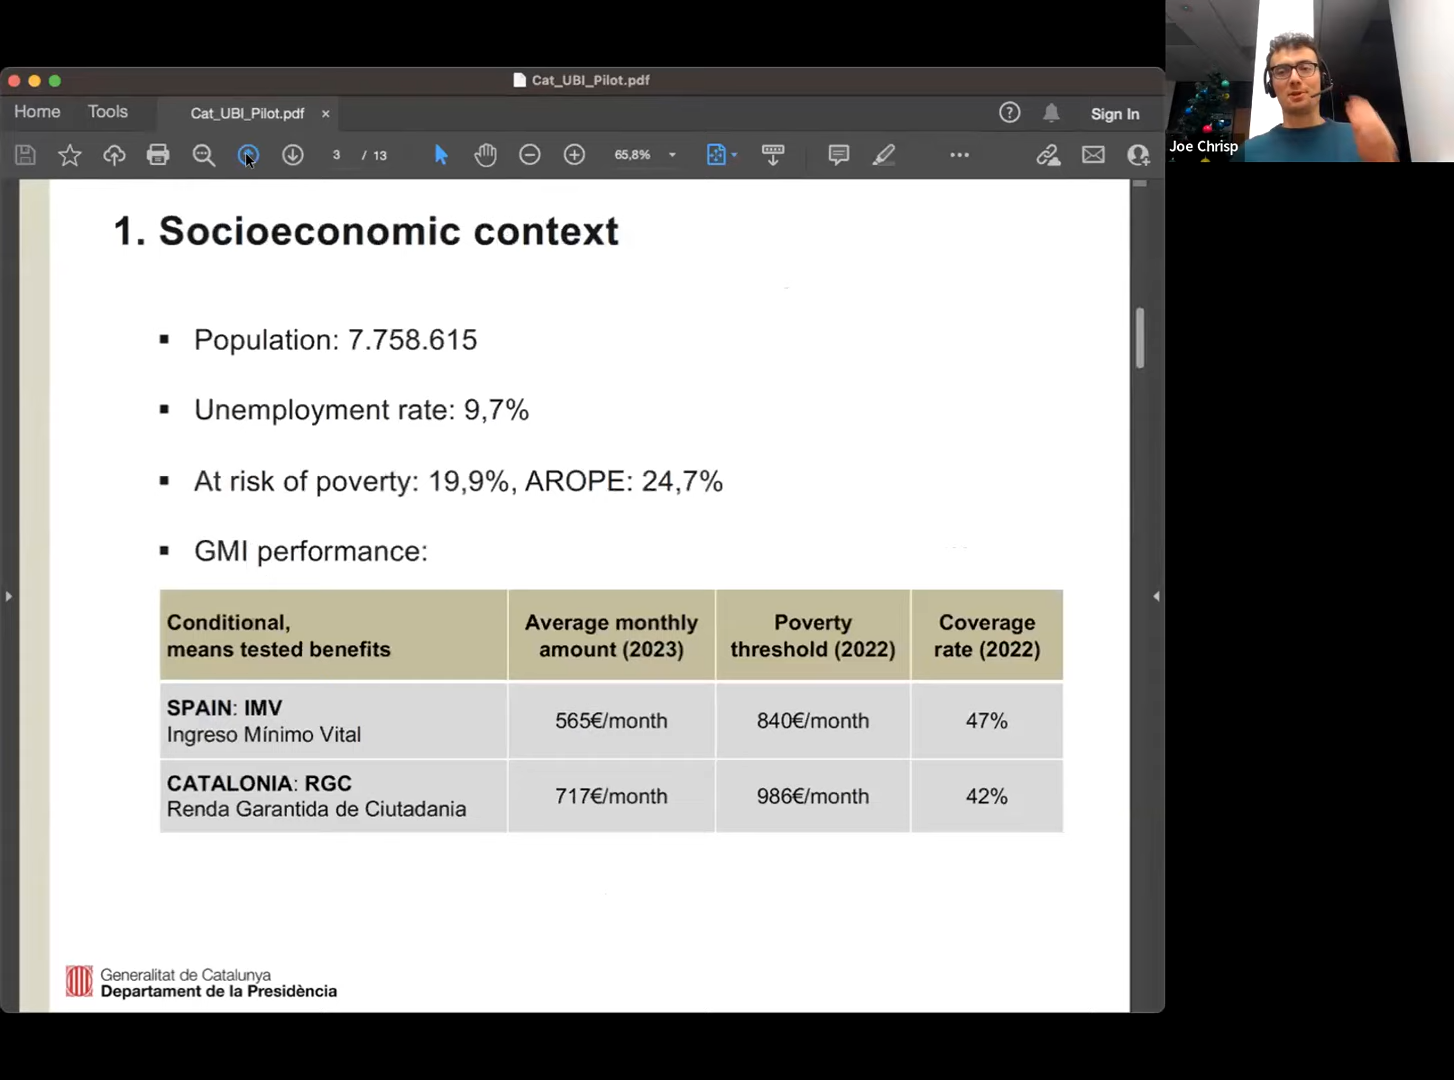 Cat_UBI_Pilot.pdf
Home Tools Cat_UBI_Pilot.pdf × Sign In
3 / 13 65,8%
Joe Chrisp
1. Socioeconomic context
▪ Population: 7.758.615
▪ Unemployment rate: 9,7%
▪ At risk of poverty: 19,9%, AROPE: 24,7%
▪ GMI performance:
Conditional,
means tested benefits
Average monthly
amount (2023)
Poverty
threshold (2022)
Coverage
rate (2022)
SPAIN: IMV
Ingreso Mínimo Vital
565€/month
840€/month
47%
CATALONIA: RGC
Renda Garantida de Ciutadania
717€/month
986€/month
42%
Generalitat de Catalunya
Departament de la Presidència